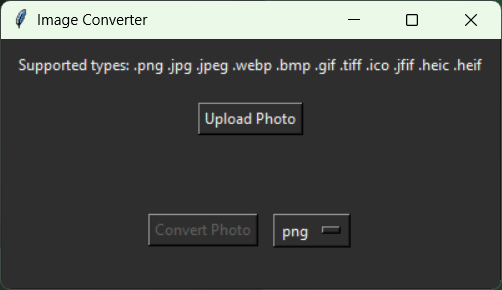 Image Converter
Supported types: .png .jpg .jpeg .webp .bmp .gif .tiff .ico .jfif .heic .heif
Upload Photo
Convert Photo
png